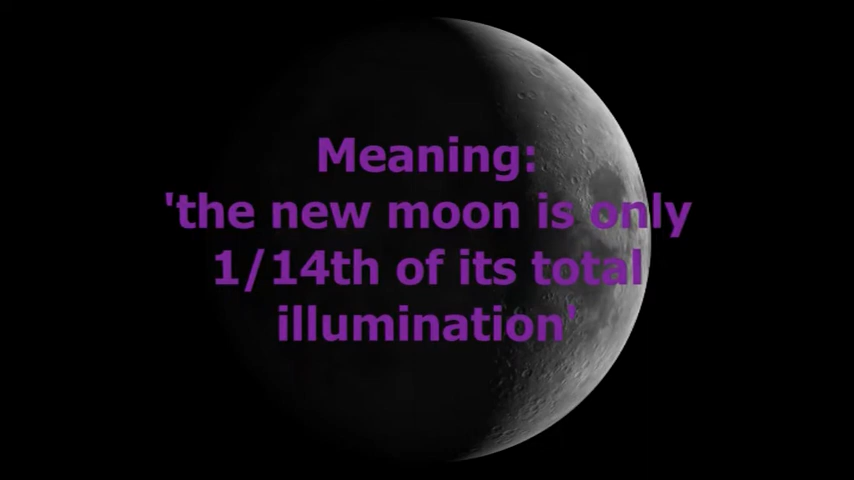 Meaning:
'the new moon is only
1/14th of its total
illumination'